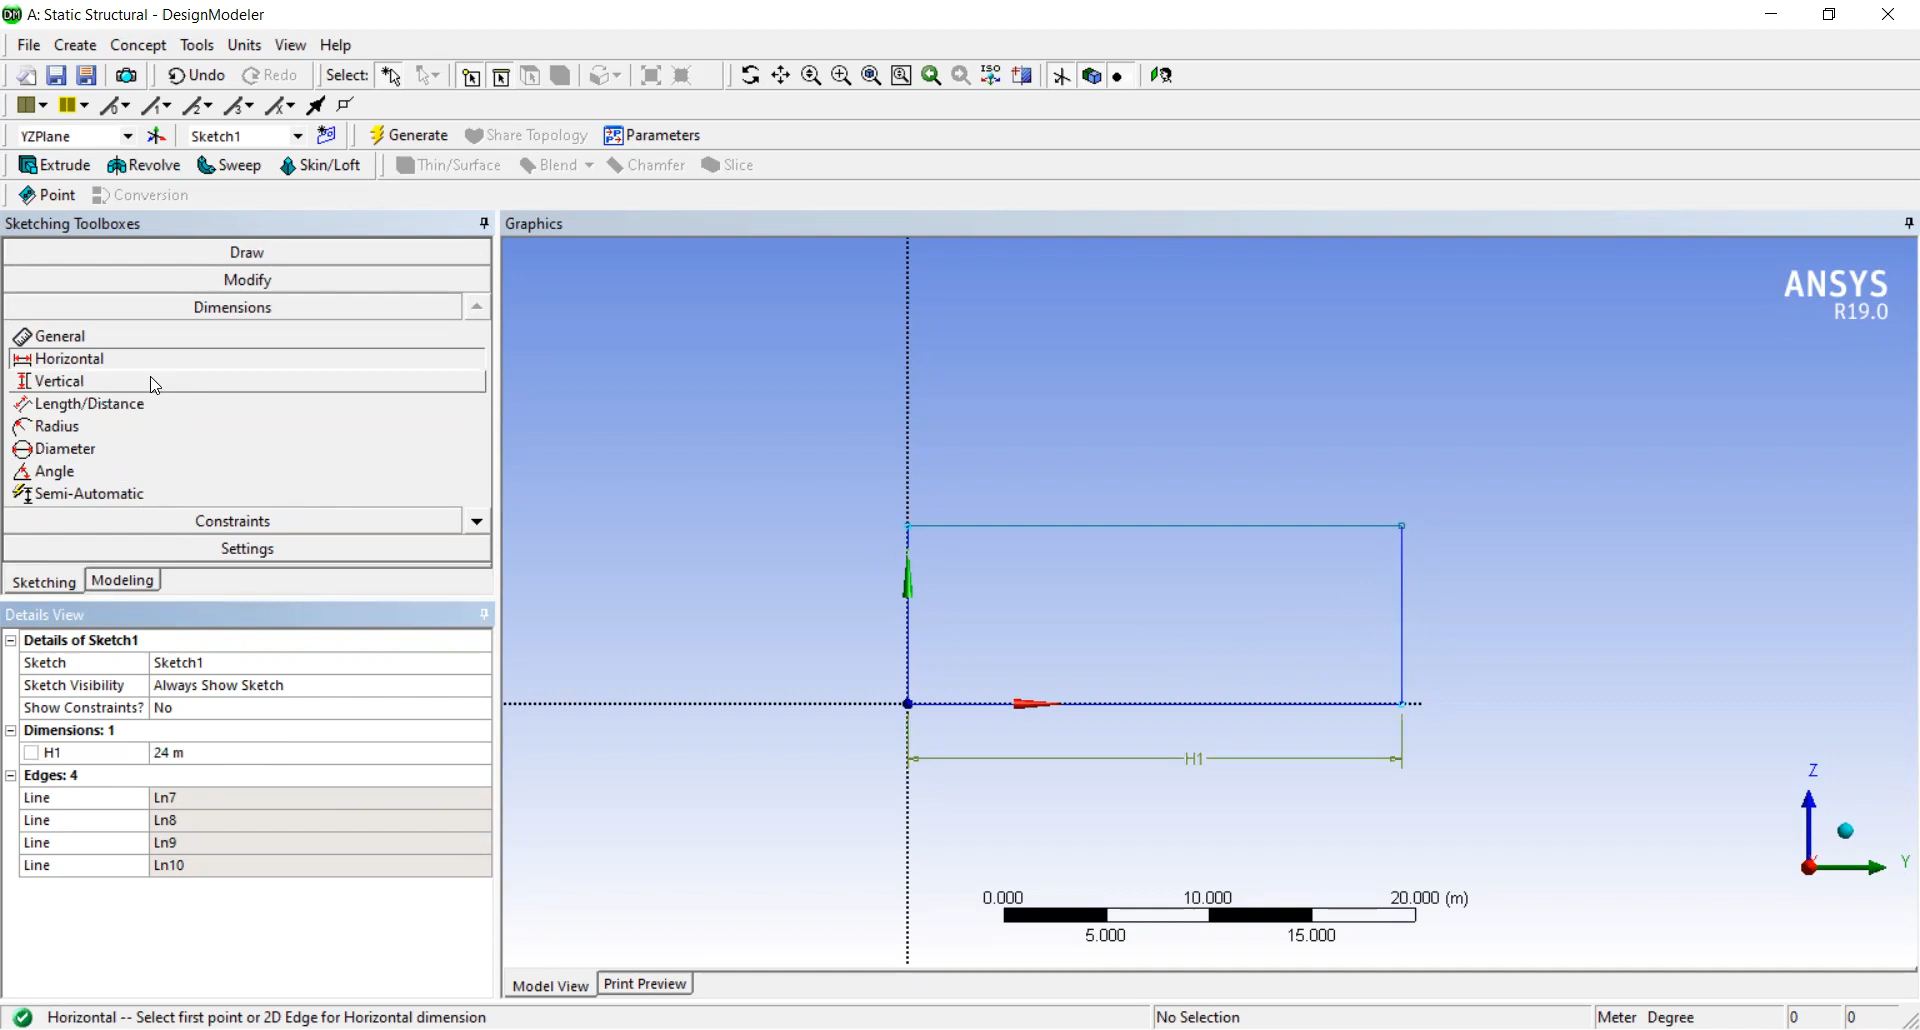 A: Static Structural - DesignModeler
File Create Concept Tools Units View Help
Undo Redo Select: ISO
YZPlane Sketch1 Generate Share Topology Parameters
Extrude Revolve Sweep Skin/Loft Thin/Surface Blend Chamfer Slice
Point Conversion
Sketching Toolboxes
Draw
Modify
Dimensions
General
Horizontal
Vertical
Length/Distance
Radius
Diameter
Angle
Semi-Automatic
Constraints
Settings
Sketching Modeling
Details View
Details of Sketch1
Sketch Sketch1
Sketch Visibility Always Show Sketch
Show Constraints? No
Dimensions: 1
H1 24 m
Edges: 4
Line Ln7
Line Ln8
Line Ln9
Line Ln10
Graphics
ANSYS
R19.0
H1
Z
Y
0.000 10.000 20.000 (m)
5.000 15.000
Model View Print Preview
Horizontal -- Select first point or 2D Edge for Horizontal dimension No Selection Meter Degree 0 0